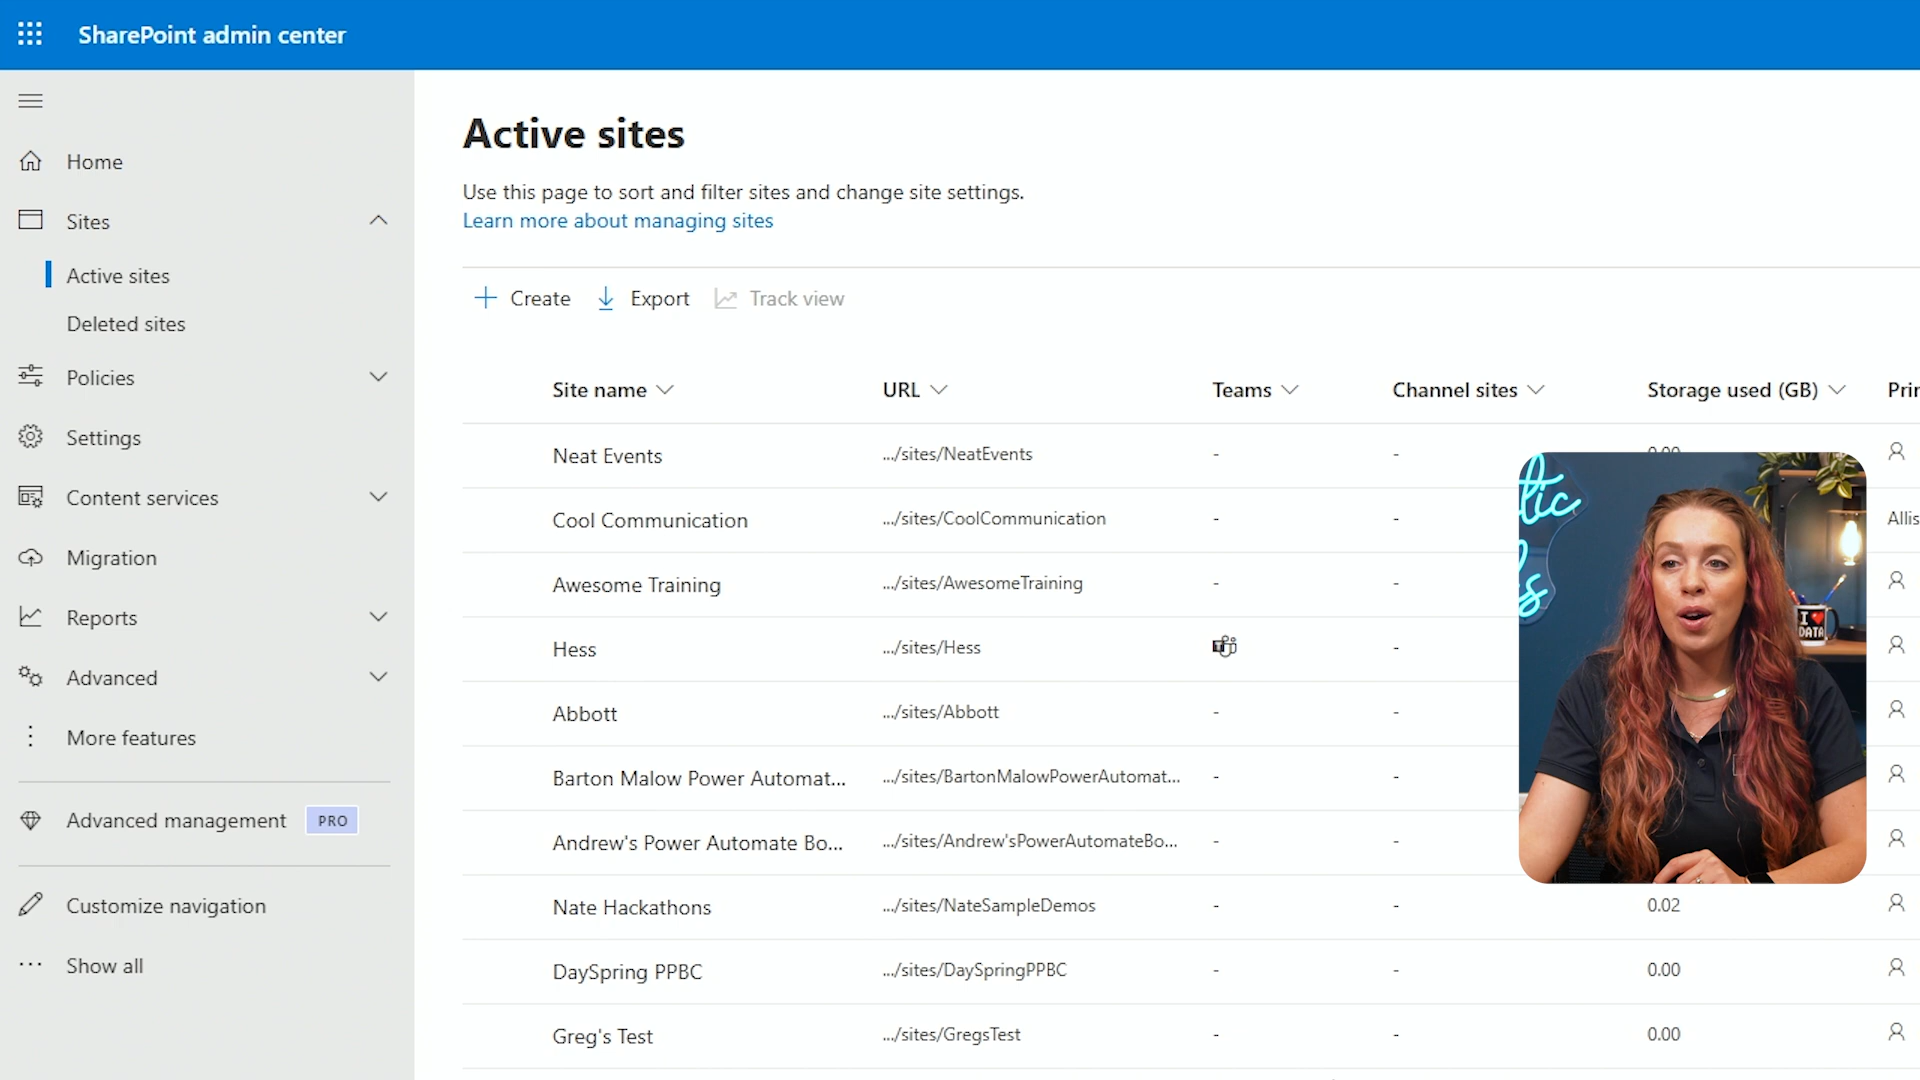 SharePoint admin center
Home
Sites
Active sites
Deleted sites
Policies
Settings
Content services
Migration
Reports
Advanced
More features
Advanced management PRO
Customize navigation
Show all
Active sites
Use this page to sort and filter sites and change site settings.
Learn more about managing sites
Create Export Track view
Site name URL Teams Channel sites Storage used (GB) Prin
Neat Events .../sites/NeatEvents - - 0.00
Cool Communication .../sites/CoolCommunication - - Allis
Awesome Training .../sites/AwesomeTraining - -
Hess .../sites/Hess -
Abbott .../sites/Abbott - -
Barton Malow Power Automat... .../sites/BartonMalowPowerAutomat... - -
Andrew's Power Automate Bo... .../sites/Andrew'sPowerAutomateBo... - -
Nate Hackathons .../sites/NateSampleDemos - - 0.02
DaySpring PPBC .../sites/DaySpringPPBC - - 0.00
Greg's Test .../sites/GregsTest - - 0.00
tic
I ❤ DATA